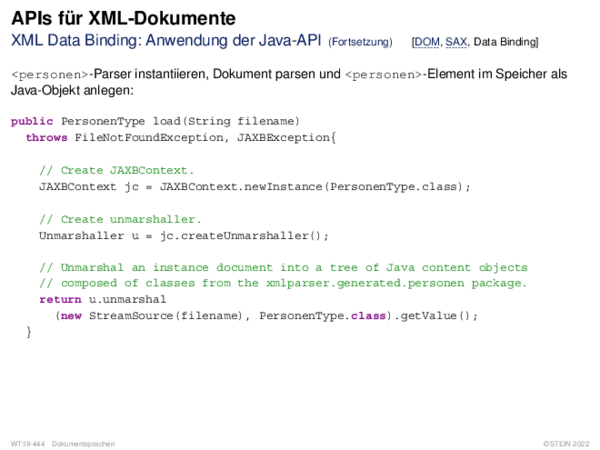 APIs für XML-Dokumente
XML Data Binding: Anwendung der Java-API (Fortsetzung) [DOM, SAX, Data Binding]
<personen>-Parser instantiieren, Dokument parsen und <personen>-Element im Speicher als
Java-Objekt anlegen:
public PersonenType load(String filename)
throws FileNotFoundException, JAXBException{
// Create JAXBContext.
JAXBContext jc = JAXBContext.newInstance(PersonenType.class);
// Create unmarshaller.
Unmarshaller u = jc.createUnmarshaller();
// Unmarshal an instance document into a tree of Java content objects
// composed of classes from the xmlparser.generated.personen package.
return u.unmarshal
(new StreamSource(filename), PersonenType.class).getValue();
}
WT:III-444 Dokumentsprachen ©STEIN 2022